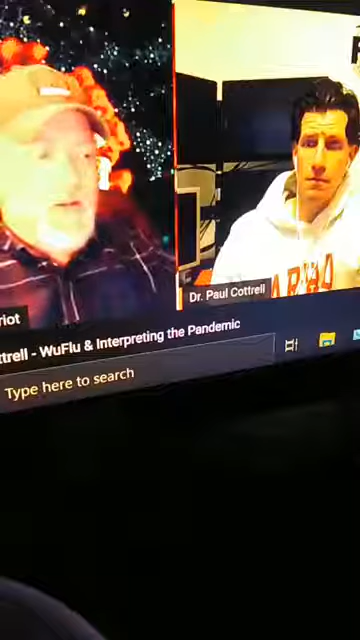 Dr. Paul Cottrell
riot
ttrell - WuFlu & Interpreting the Pandemic
Type here to search